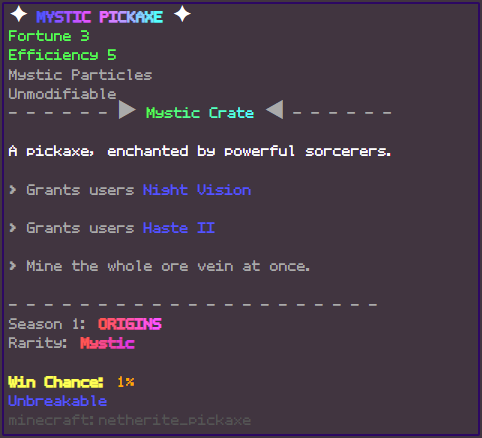 ✦ MYSTIC PICKAXE ✦
Fortune 3
Efficiency 5
Mystic Particles
Unmodifiable
- - - - - - ▶ Mystic Crate ◀ - - - - - -
A pickaxe, enchanted by powerful sorcerers.
> Grants users Night Vision
> Grants users Haste II
> Mine the whole ore vein at once.
- - - - - - - - - - - - - - - - - - - - - -
Season 1: ORIGINS
Rarity: Mystic
Win Chance: 1%
Unbreakable
minecraft:netherite_pickaxe